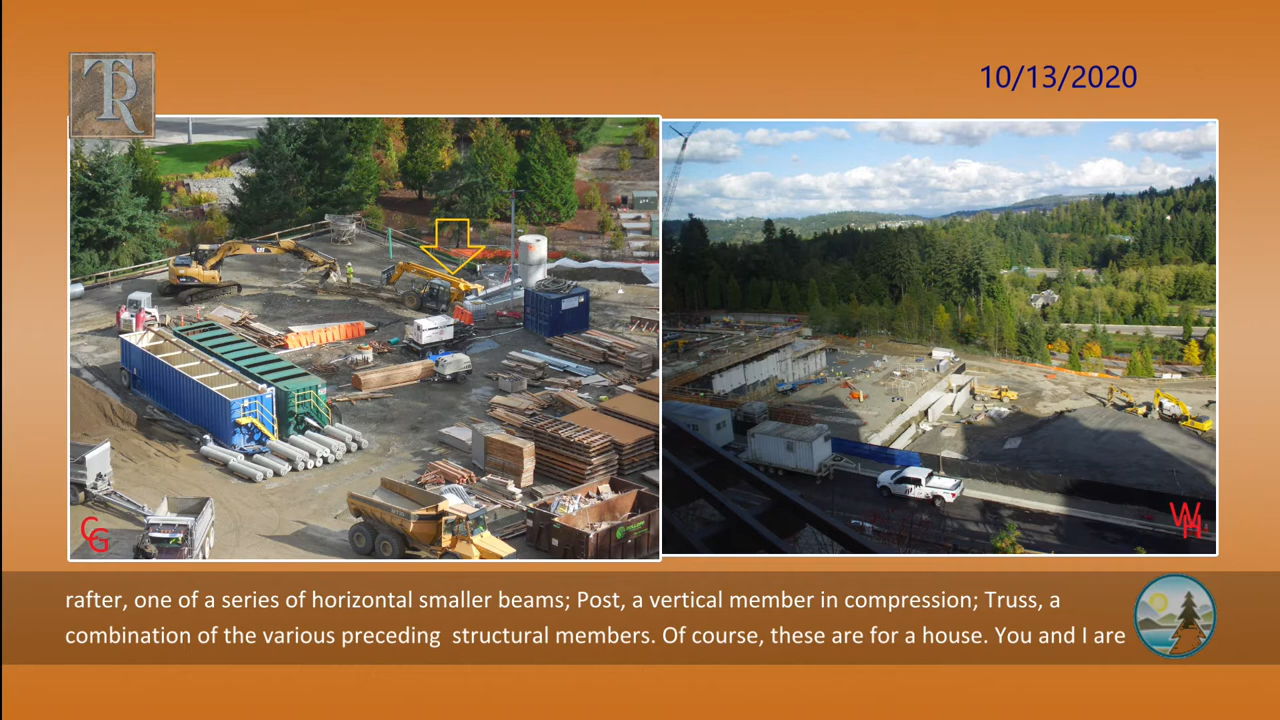 TR
10/13/2020
CAT
CG
WH
rafter, one of a series of horizontal smaller beams; Post, a vertical member in compression; Truss, a
combination of the various preceding  structural members. Of course, these are for a house. You and I are